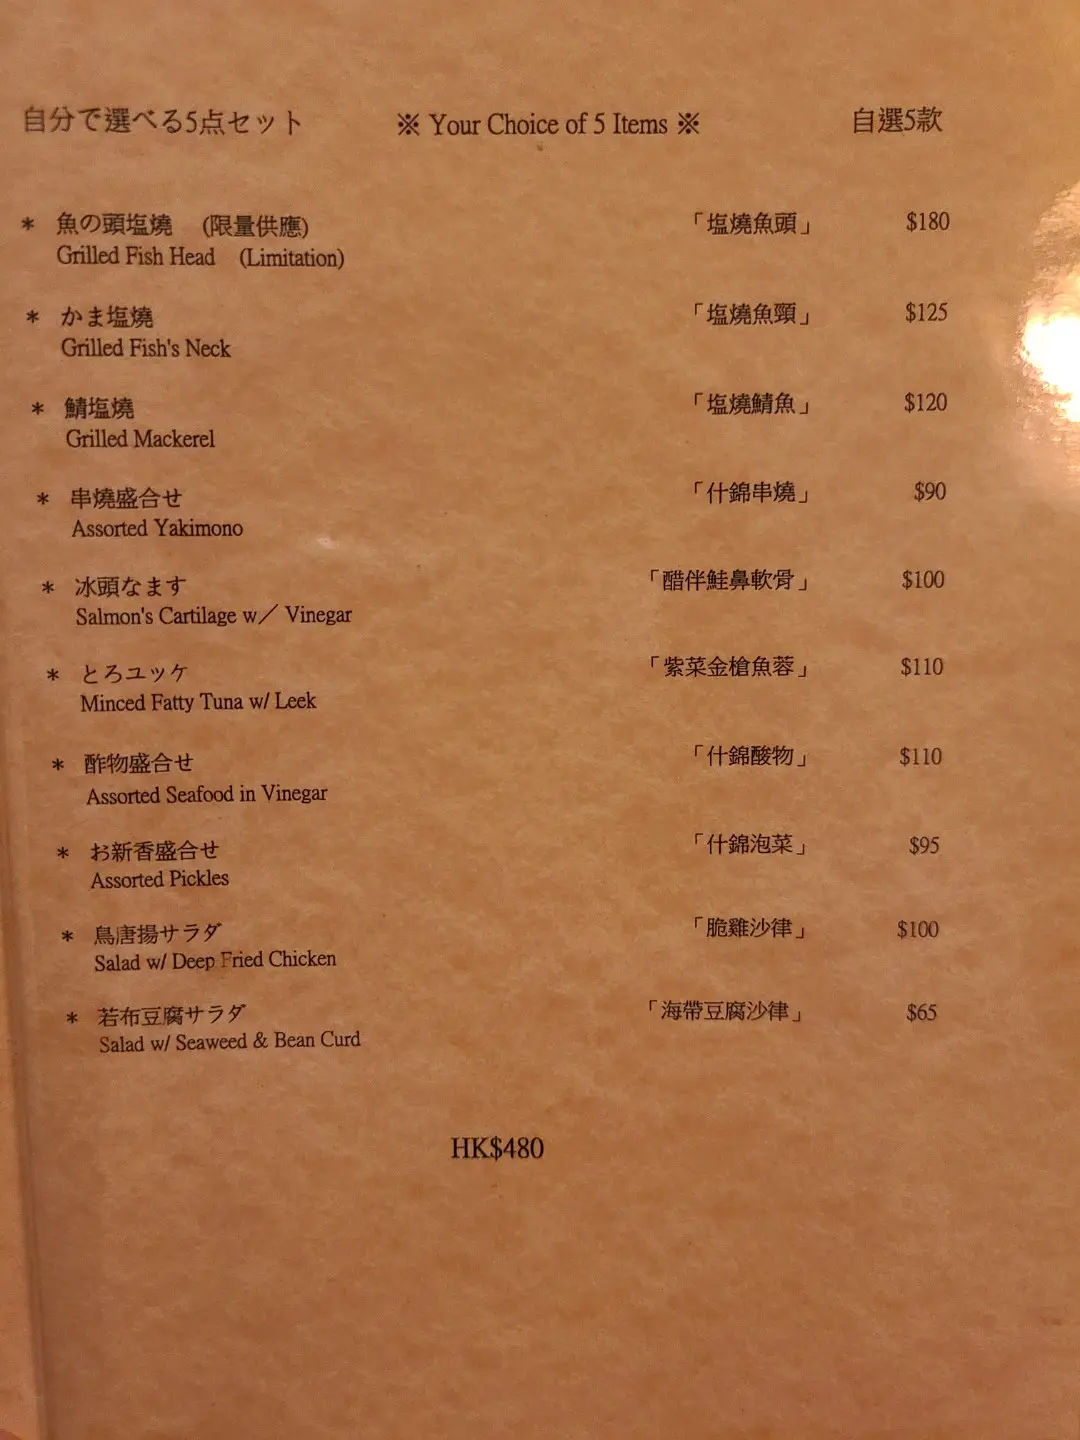 自分で選べる5点セット ※ Your Choice of 5 Items ※ 自選5款
* 魚の頭塩燒 (限量供應) 「塩燒魚頭」 $180
Grilled Fish Head (Limitation)
* かま塩燒 「塩燒魚頸」 $125
Grilled Fish's Neck
* 鯖塩燒 「塩燒鯖魚」 $120
Grilled Mackerel
* 串燒盛合せ 「什錦串燒」 $90
Assorted Yakimono
* 冰頭なます 「醋伴鮭鼻軟骨」 $100
Salmon's Cartilage w／ Vinegar
* とろユッケ 「紫菜金槍魚蓉」 $110
Minced Fatty Tuna w/ Leek
* 酢物盛合せ 「什錦酸物」 $110
Assorted Seafood in Vinegar
* お新香盛合せ 「什錦泡菜」 $95
Assorted Pickles
* 鳥唐揚サラダ 「脆雞沙律」 $100
Salad w/ Deep Fried Chicken
* 若布豆腐サラダ 「海帶豆腐沙律」 $65
Salad w/ Seaweed & Bean Curd
HK$480